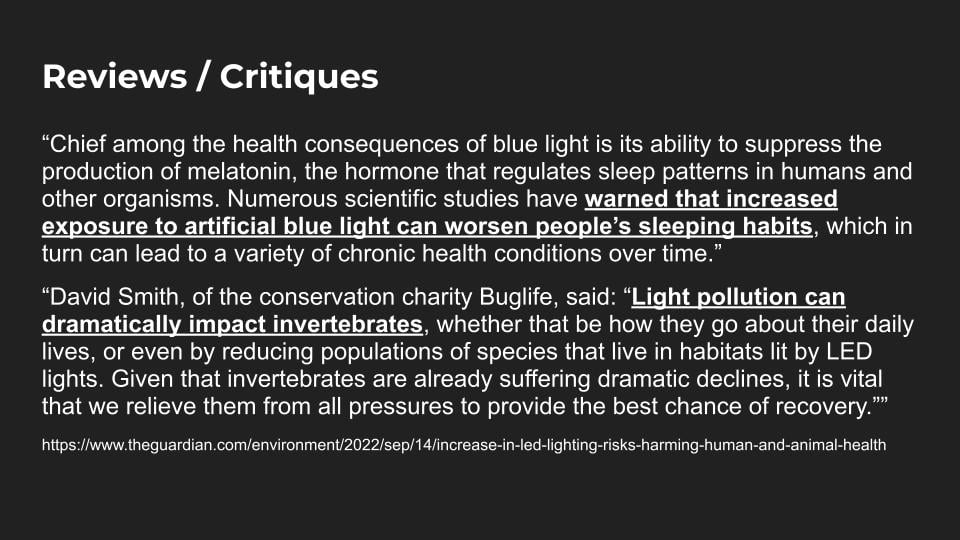 Reviews / Critiques
“Chief among the health consequences of blue light is its ability to suppress the
production of melatonin, the hormone that regulates sleep patterns in humans and
other organisms. Numerous scientific studies have warned that increased
exposure to artificial blue light can worsen people’s sleeping habits, which in
turn can lead to a variety of chronic health conditions over time.”
“David Smith, of the conservation charity Buglife, said: “Light pollution can
dramatically impact invertebrates, whether that be how they go about their daily
lives, or even by reducing populations of species that live in habitats lit by LED
lights. Given that invertebrates are already suffering dramatic declines, it is vital
that we relieve them from all pressures to provide the best chance of recovery.””
https://www.theguardian.com/environment/2022/sep/14/increase-in-led-lighting-risks-harming-human-and-animal-health